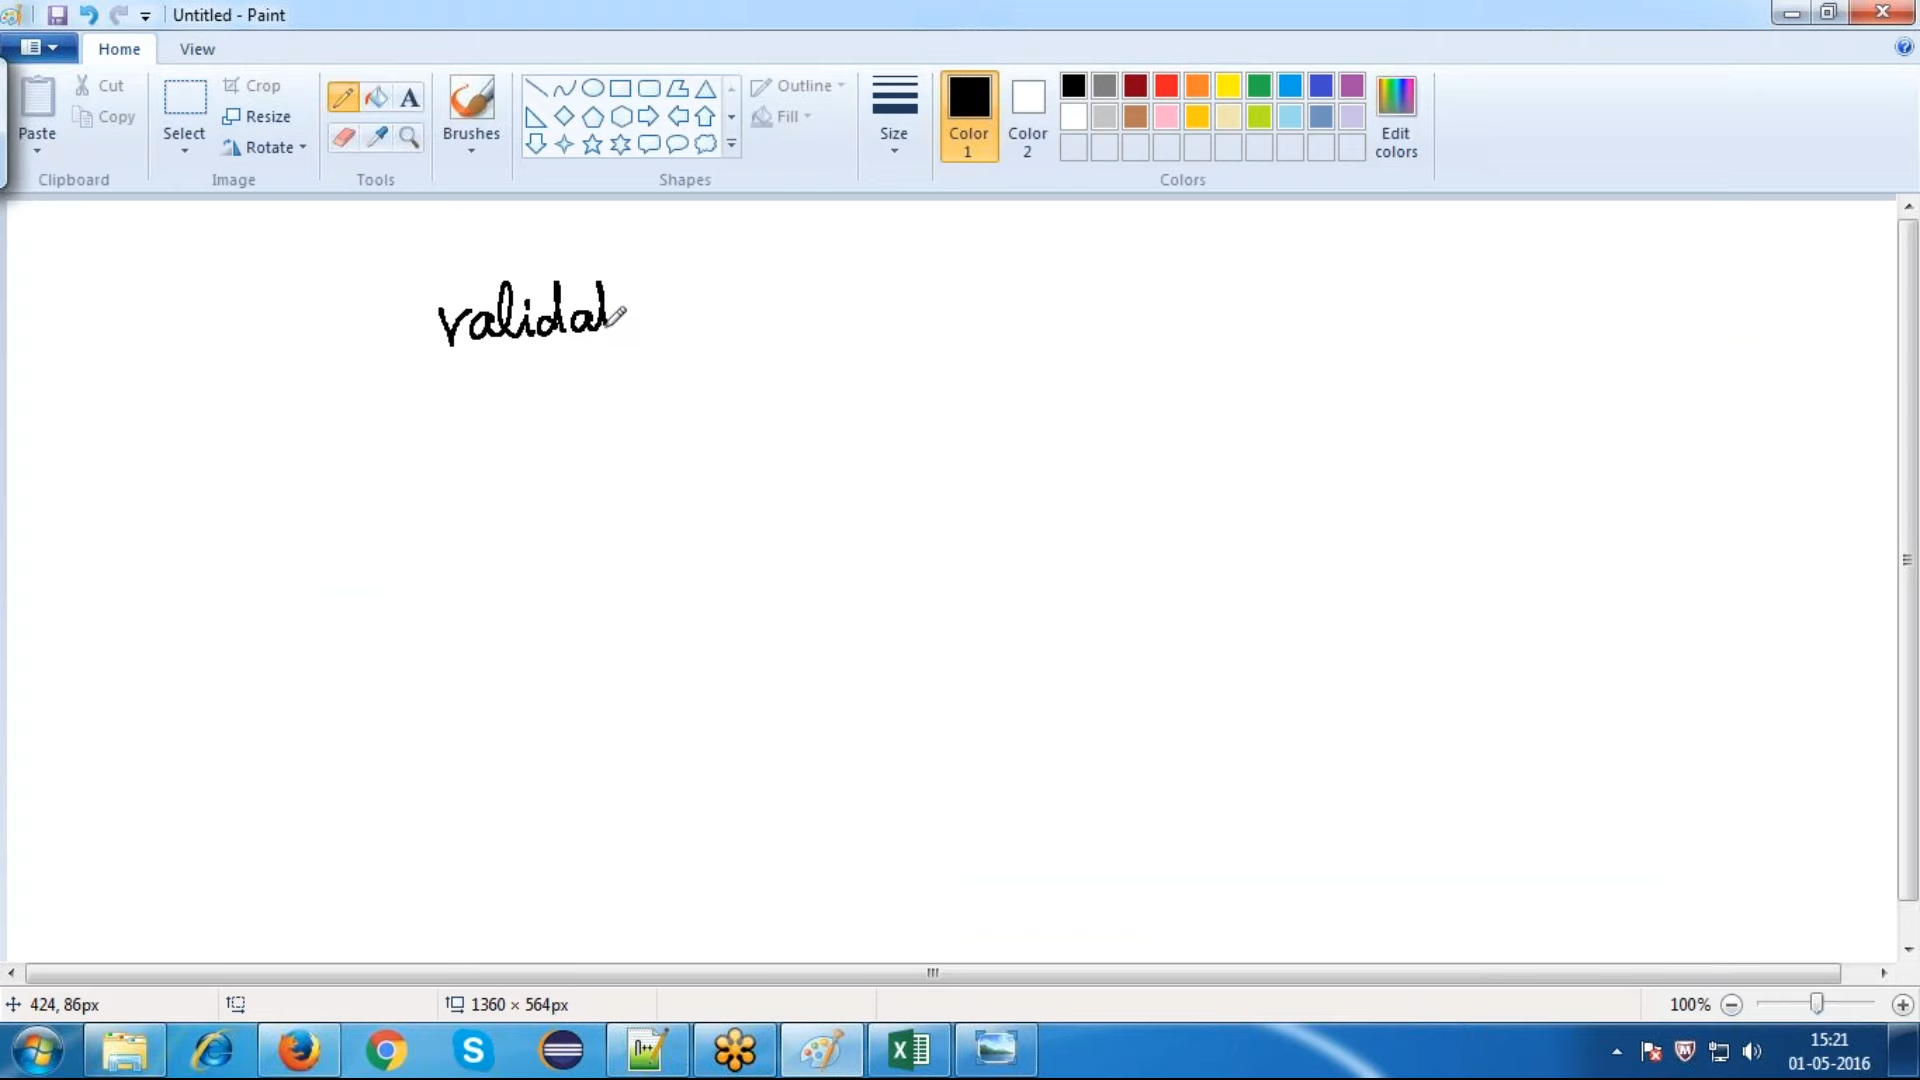 Untitled - Paint
Home View
Paste Cut Copy Clipboard
Select Crop Resize Rotate Image
Tools
Brushes
Shapes
Outline Fill
Size
Color 1
Color 2
Edit colors
Colors
validat
424, 86px
1360 × 564px
100%
15:21
01-05-2016